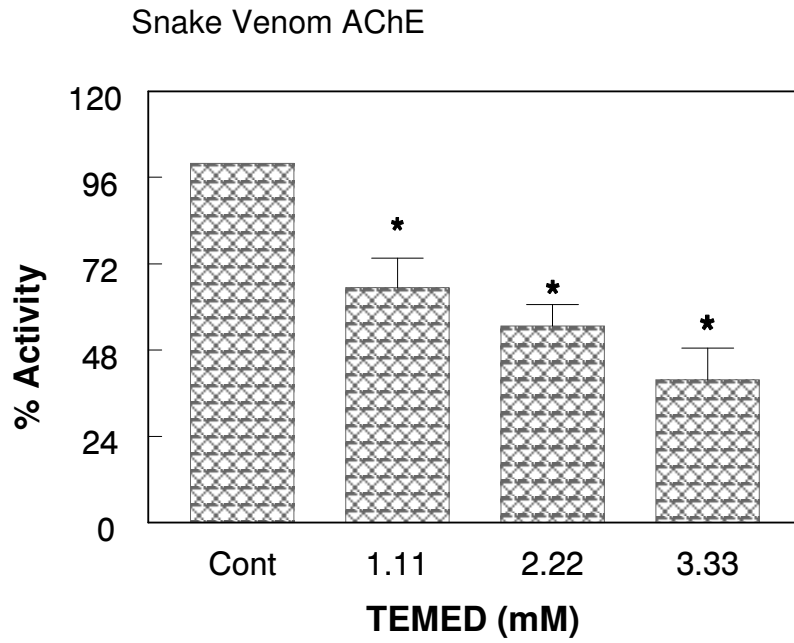 Snake Venom AChE
120
96
72
48
24
0
% Activity
*
*
*
Cont 1.11 2.22 3.33
TEMED (mM)